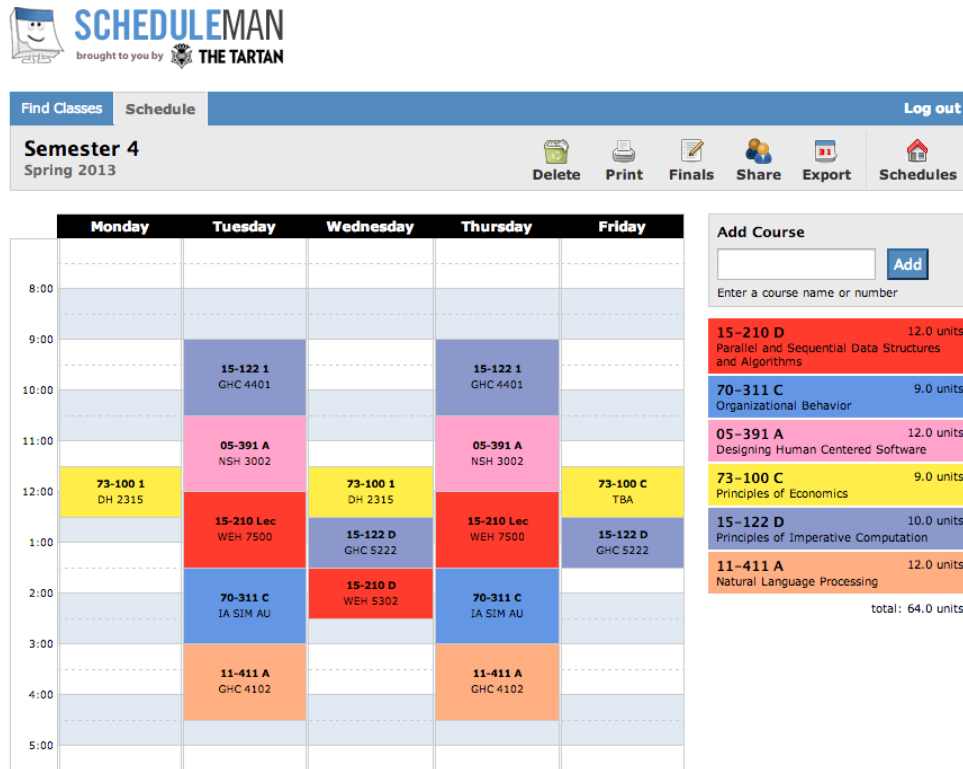 SCHEDULEMAN
brought to you by THE TARTAN
Find Classes Schedule Log out
Semester 4
Spring 2013
Delete Print Finals Share Export Schedules
Monday Tuesday Wednesday Thursday Friday
8:00
9:00
10:00
11:00
12:00
1:00
2:00
3:00
4:00
5:00
73-100 1
DH 2315
15-122 1
GHC 4401
05-391 A
NSH 3002
15-210 Lec
WEH 7500
70-311 C
IA SIM AU
11-411 A
GHC 4102
73-100 1
DH 2315
15-122 D
GHC 5222
15-210 D
WEH 5302
15-122 1
GHC 4401
05-391 A
NSH 3002
15-210 Lec
WEH 7500
70-311 C
IA SIM AU
11-411 A
GHC 4102
73-100 C
TBA
15-122 D
GHC 5222
Add Course
Add
Enter a course name or number
15-210 D 12.0 units
Parallel and Sequential Data Structures
and Algorithms
70-311 C 9.0 units
Organizational Behavior
05-391 A 12.0 units
Designing Human Centered Software
73-100 C 9.0 units
Principles of Economics
15-122 D 10.0 units
Principles of Imperative Computation
11-411 A 12.0 units
Natural Language Processing
total: 64.0 units